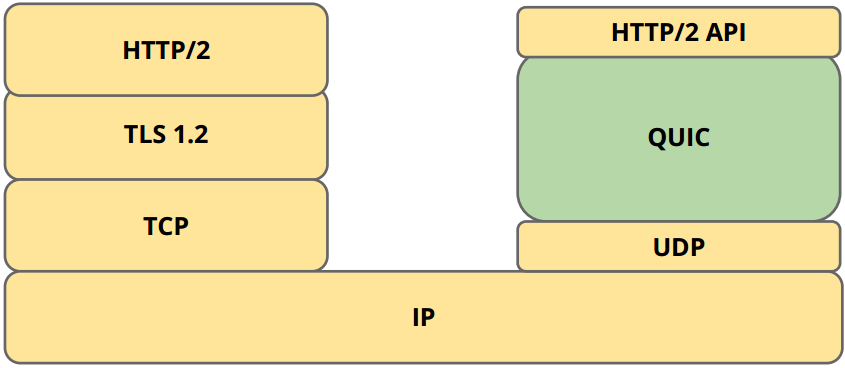 HTTP/2
TLS 1.2
TCP
HTTP/2 API
QUIC
UDP
IP